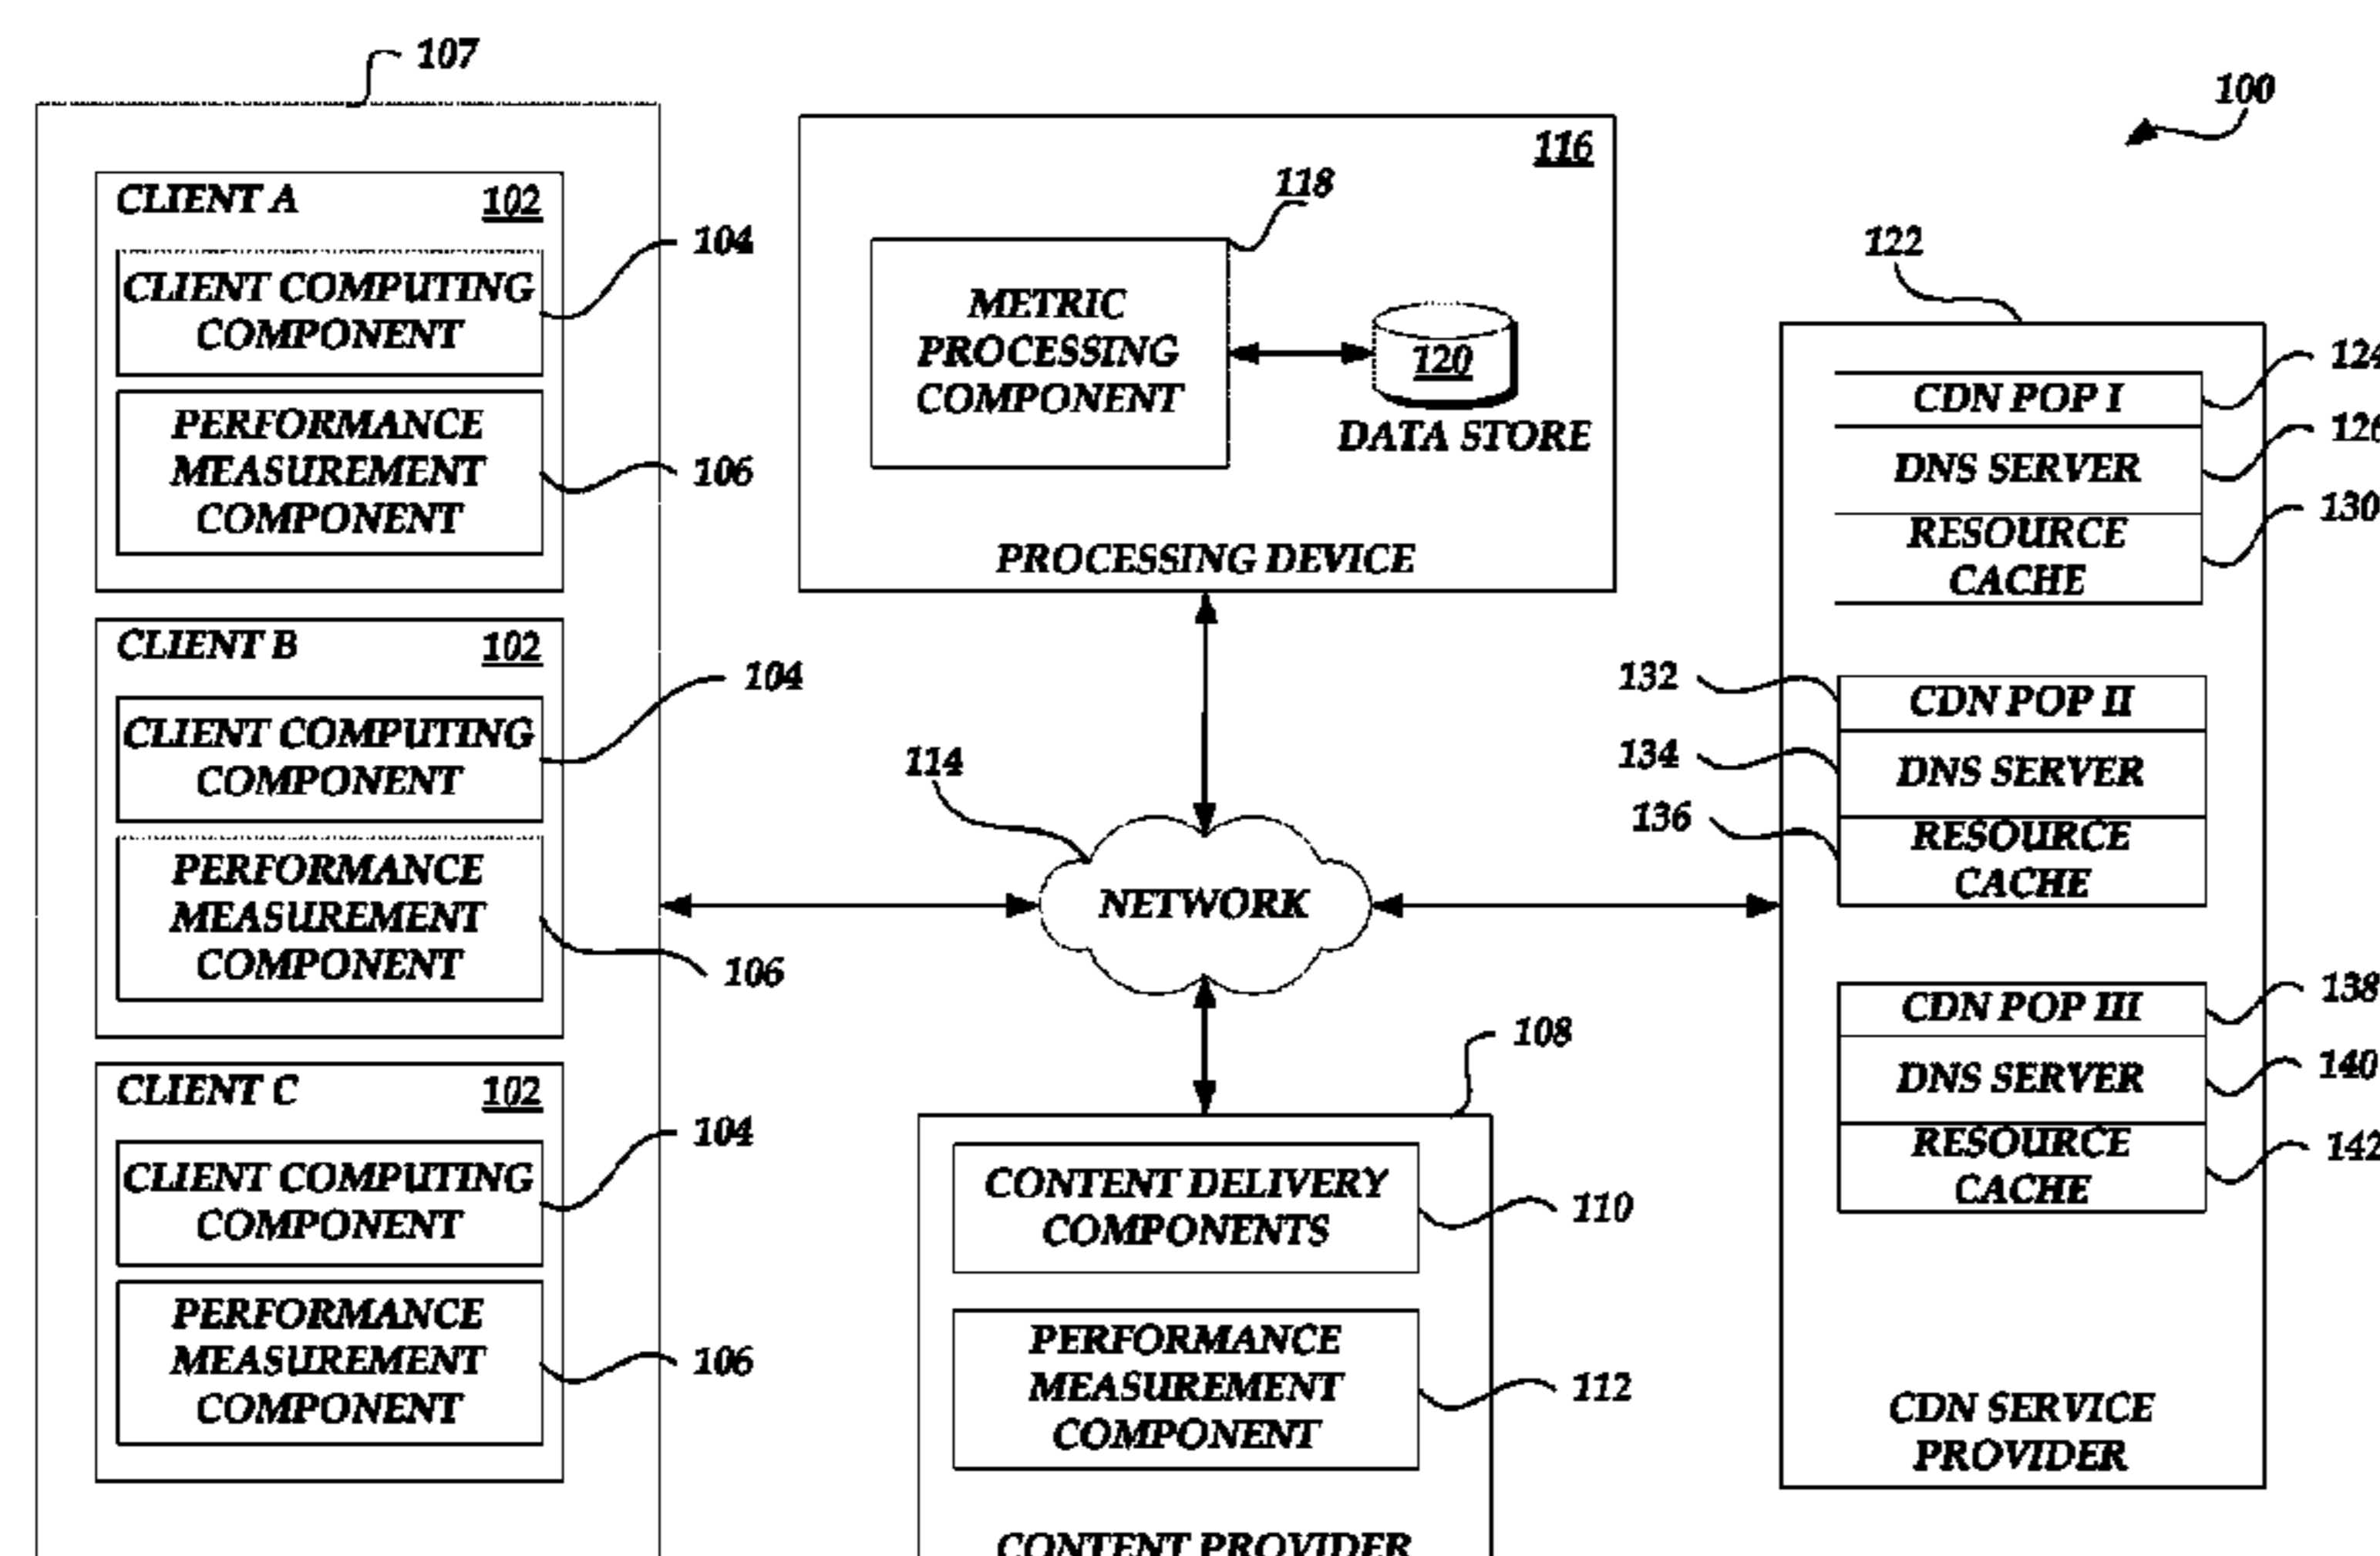 107
100
116
118
CLIENT A 102
104
CLIENT COMPUTING
COMPONENT
PERFORMANCE
MEASUREMENT
COMPONENT
106
METRIC
PROCESSING
COMPONENT
120
DATA STORE
PROCESSING DEVICE
122
124
CDN POP I
126
DNS SERVER
130
RESOURCE
CACHE
CLIENT B 102
104
CLIENT COMPUTING
COMPONENT
PERFORMANCE
MEASUREMENT
COMPONENT
106
114
NETWORK
132
CDN POP II
134
DNS SERVER
136
RESOURCE
CACHE
138
CDN POP III
140
DNS SERVER
142
RESOURCE
CACHE
CLIENT C 102
104
CLIENT COMPUTING
COMPONENT
PERFORMANCE
MEASUREMENT
COMPONENT
106
108
CONTENT DELIVERY
COMPONENTS
110
PERFORMANCE
MEASUREMENT
COMPONENT
112
CONTENT PROVIDER
CDN SERVICE
PROVIDER